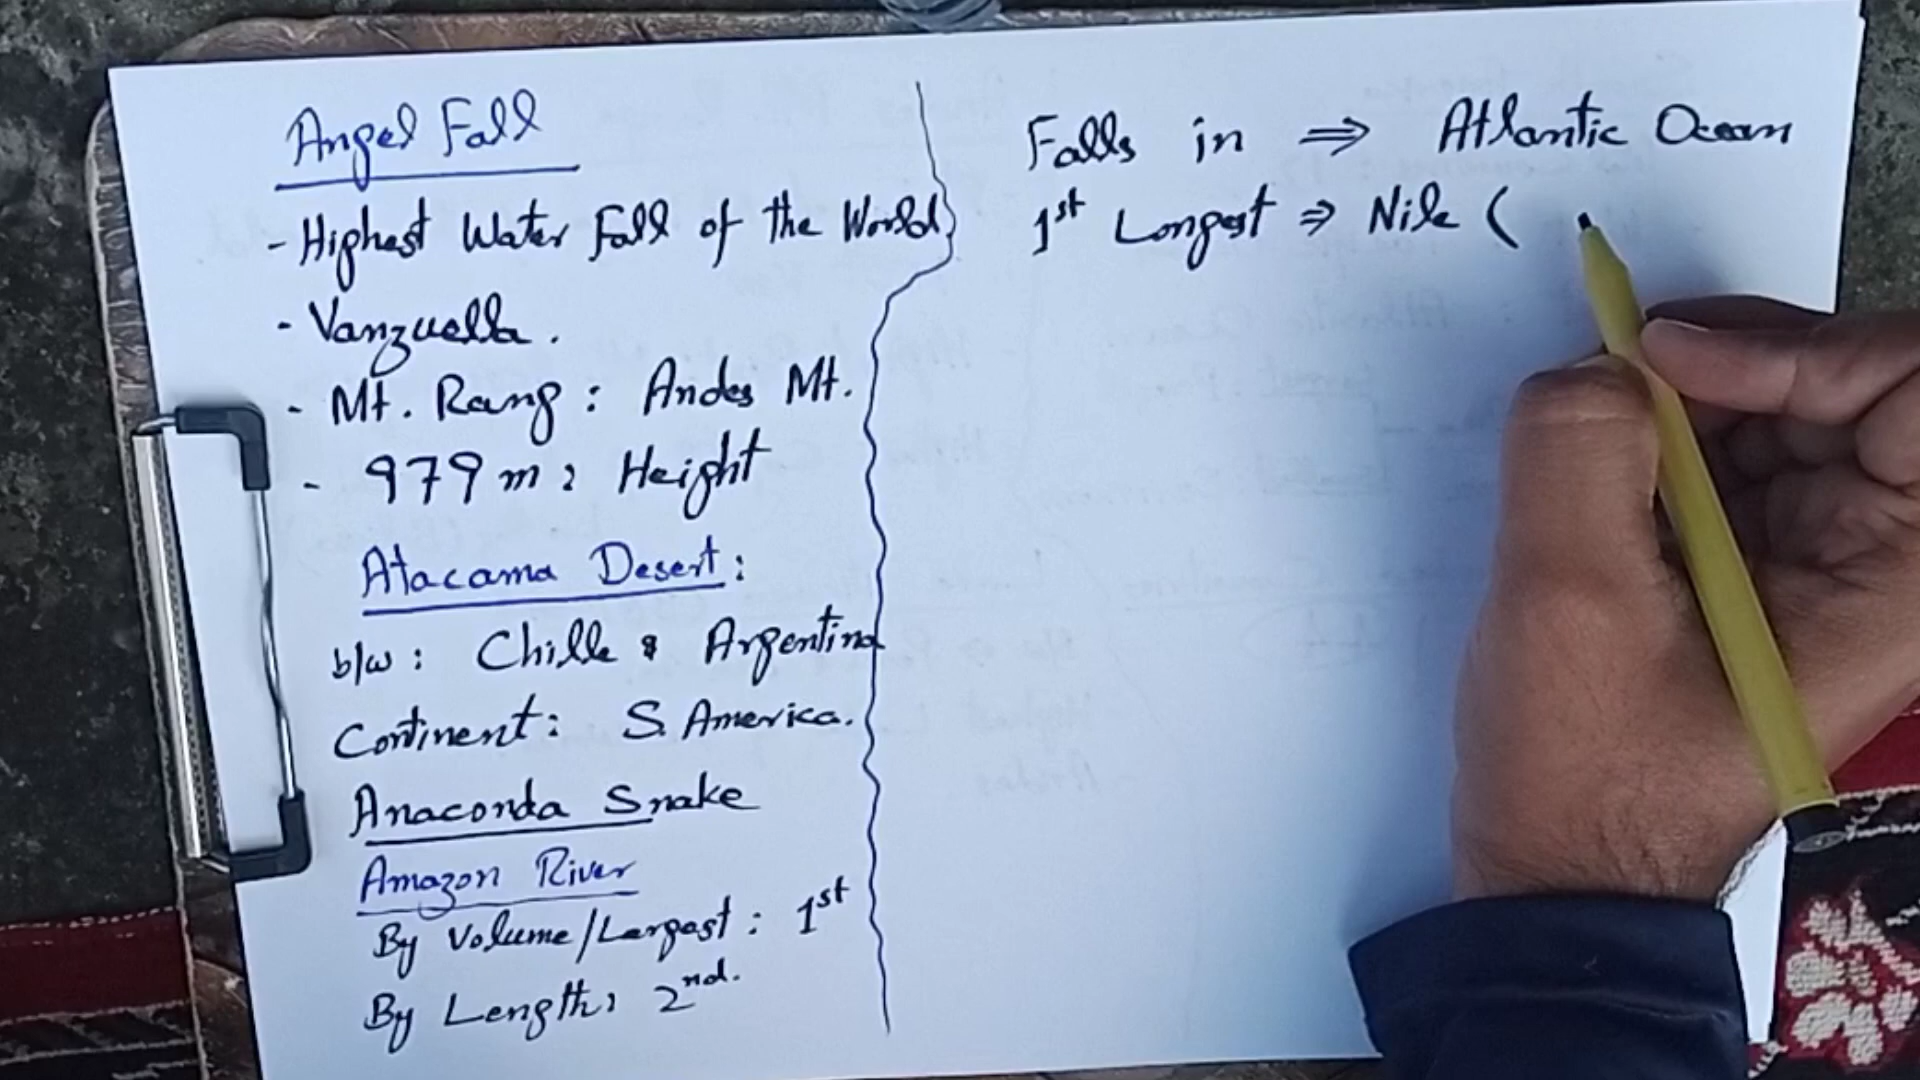 Angel Fall
- Highest Water Fall of the World
- Vanzuella.
- Mt. Rang : Andes Mt.
- 979 m : Height
Atacama Desert :
b/w : Chille & Argentina
Continent : S. America.
Anaconda Snake
Amazon River
By Volume/Largest : 1st
By Length : 2nd.
Falls in ⇒ Atlantic Ocean
1st Longest ⇒ Nile (